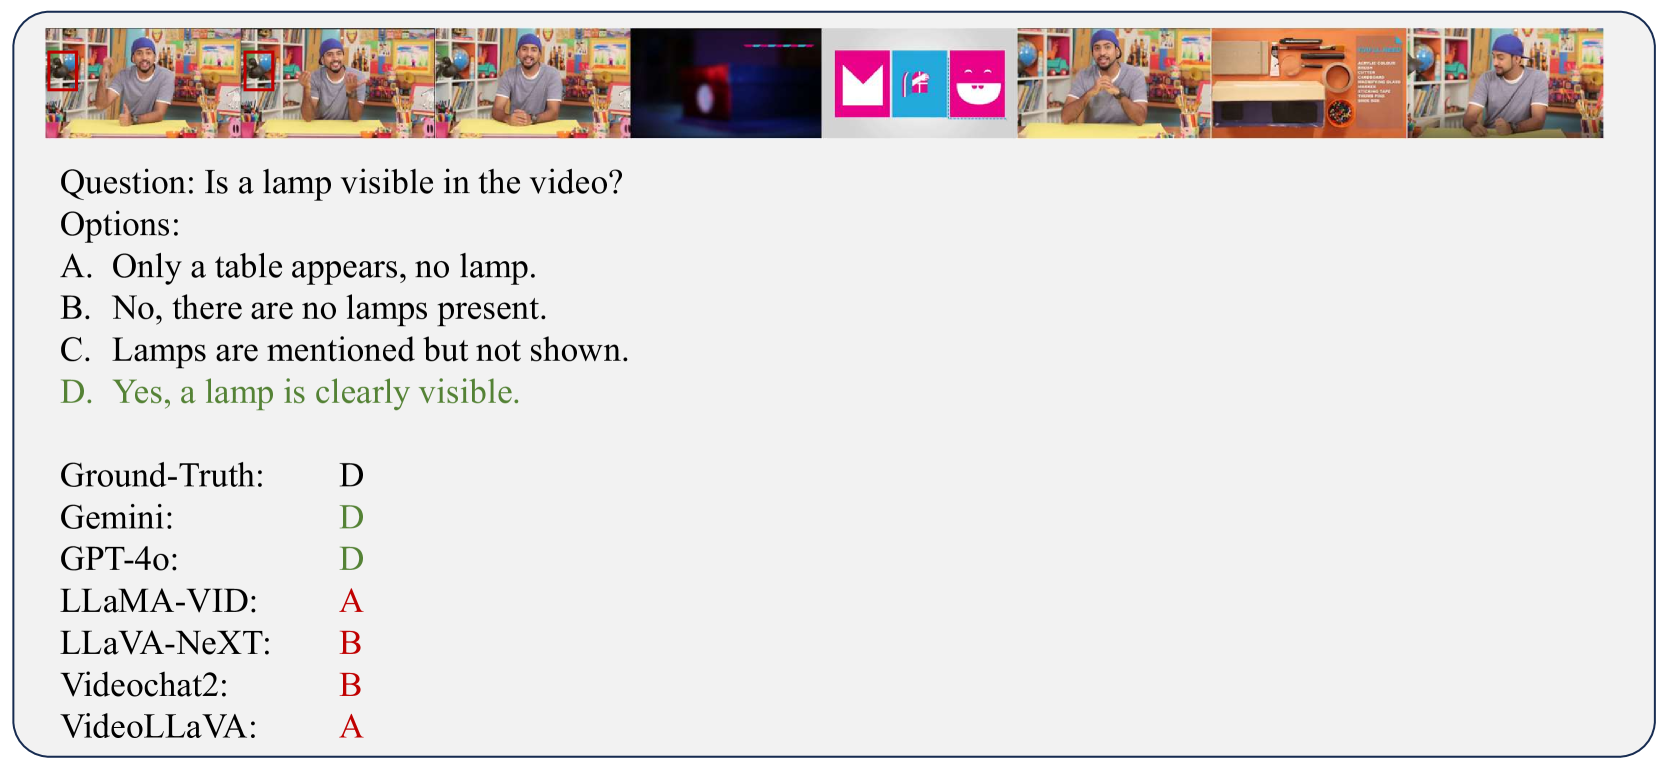 Question: Is a lamp visible in the video?
Options:
A. Only a table appears, no lamp.
B. No, there are no lamps present.
C. Lamps are mentioned but not shown.
D. Yes, a lamp is clearly visible.
Ground-Truth: D
Gemini: D
GPT-4o: D
LLaMA-VID: A
LLaVA-NeXT: B
Videochat2: B
VideoLLaVA: A